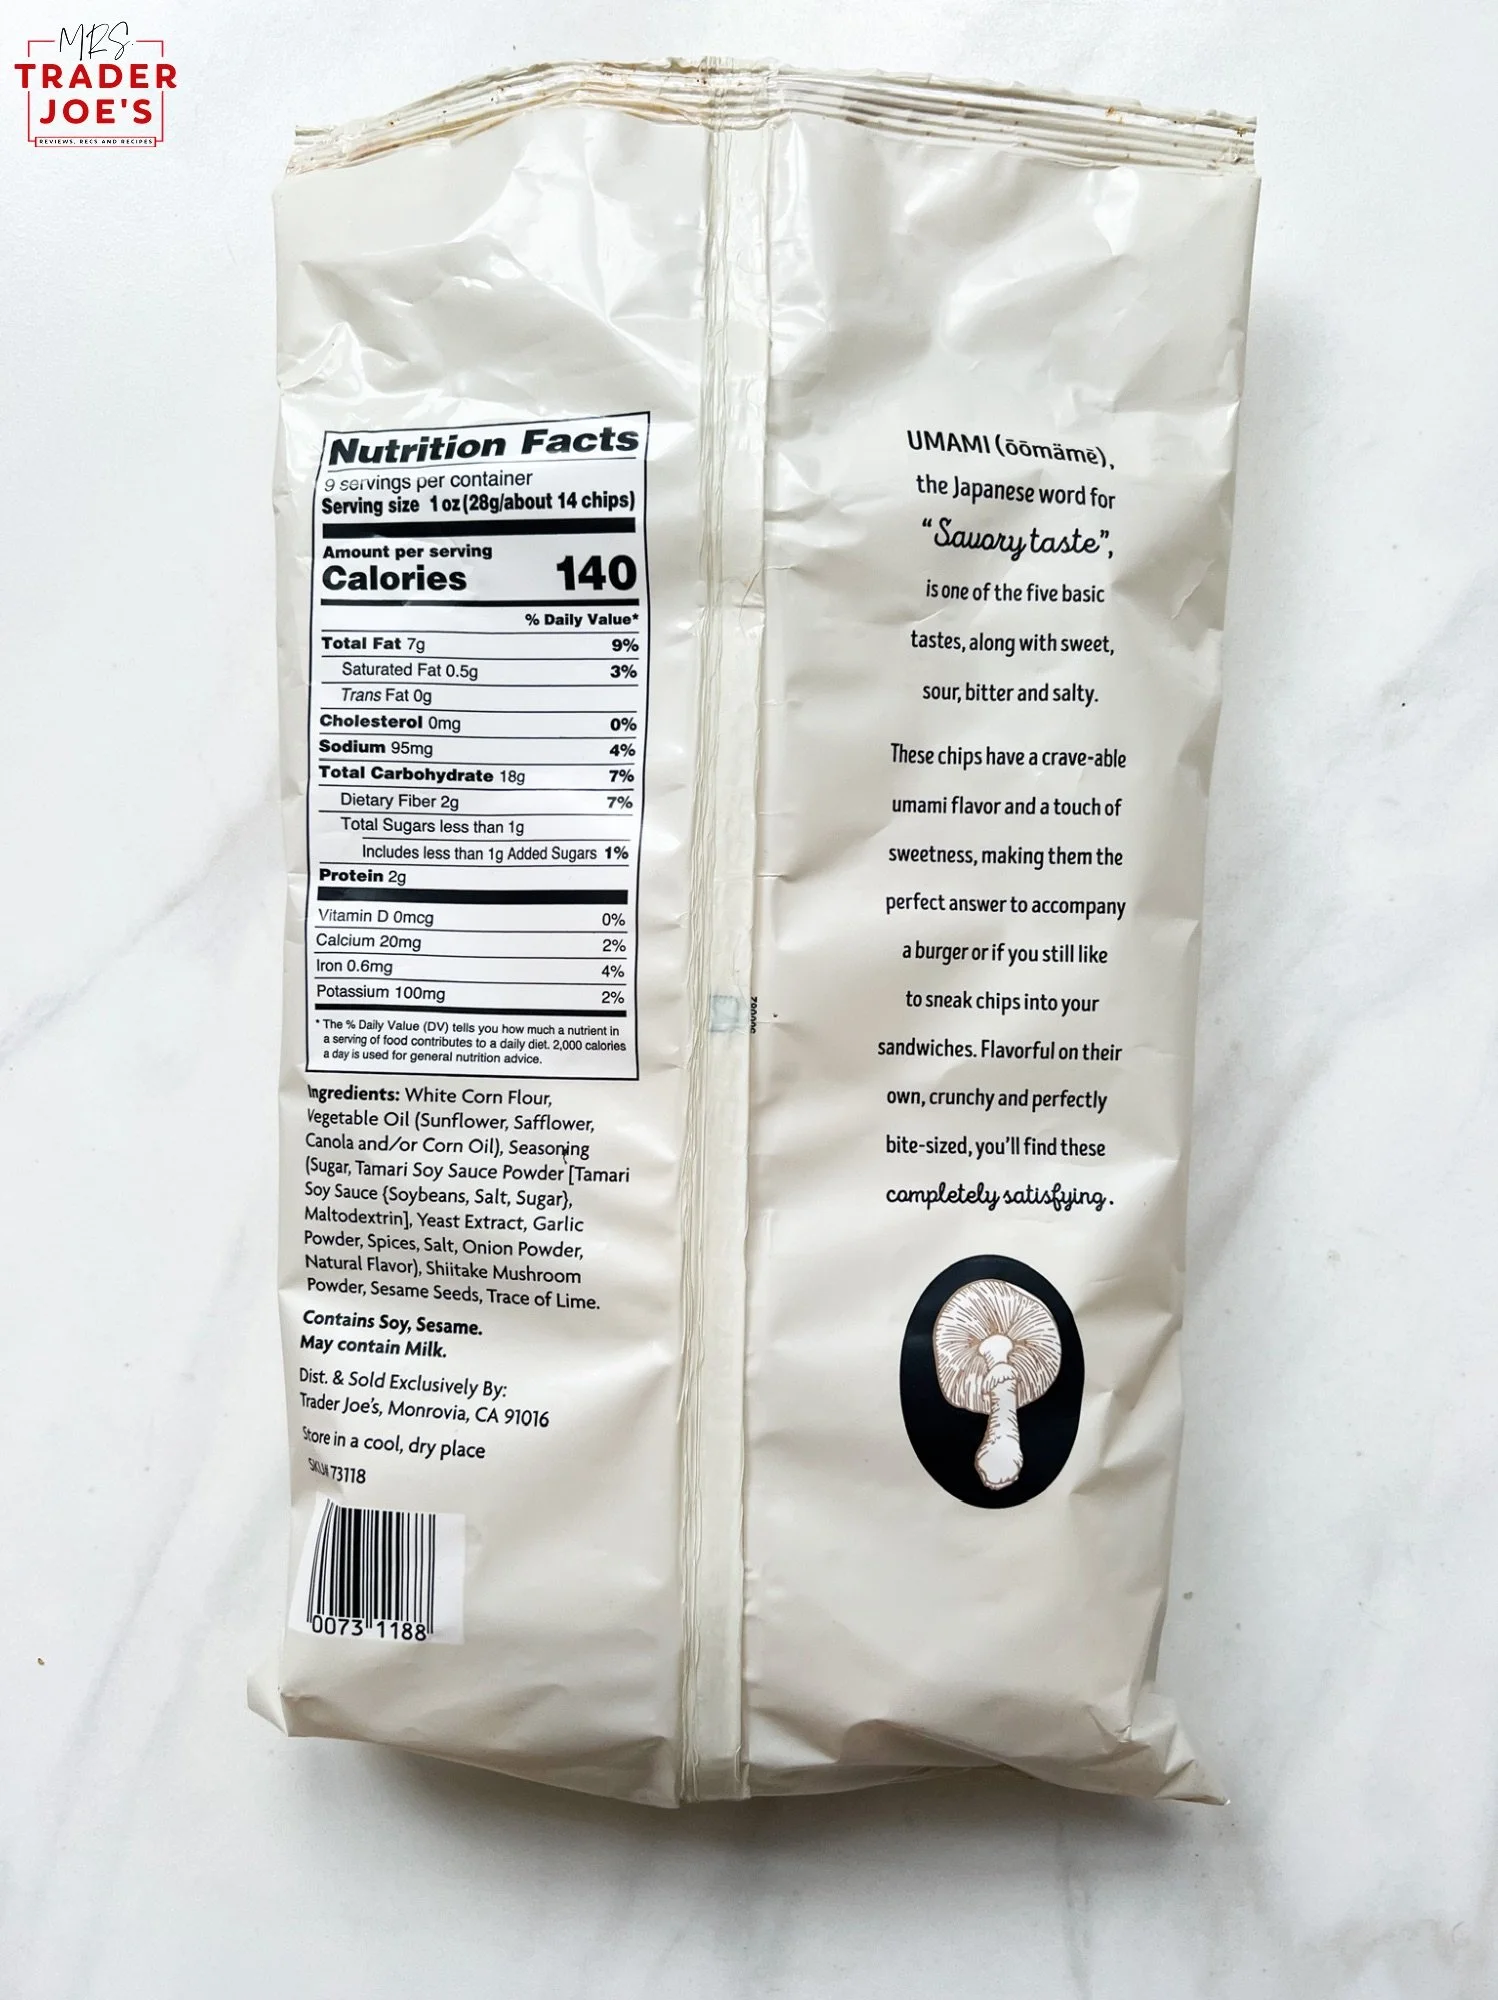 MRS.
TRADER
JOE'S
REVIEWS, RECS AND RECIPES
Nutrition Facts
9 servings per container
Serving size 1 oz (28g/about 14 chips)
Amount per serving
Calories 140
% Daily Value*
Total Fat 7g 9%
Saturated Fat 0.5g 3%
Trans Fat 0g
Cholesterol 0mg 0%
Sodium 95mg 4%
Total Carbohydrate 18g 7%
Dietary Fiber 2g 7%
Total Sugars less than 1g
Includes less than 1g Added Sugars 1%
Protein 2g
Vitamin D 0mcg 0%
Calcium 20mg 2%
Iron 0.6mg 4%
Potassium 100mg 2%
* The % Daily Value (DV) tells you how much a nutrient in
a serving of food contributes to a daily diet. 2,000 calories
a day is used for general nutrition advice.
Ingredients: White Corn Flour,
Vegetable Oil (Sunflower, Safflower,
Canola and/or Corn Oil), Seasoning
(Sugar, Tamari Soy Sauce Powder [Tamari
Soy Sauce {Soybeans, Salt, Sugar},
Maltodextrin], Yeast Extract, Garlic
Powder, Spices, Salt, Onion Powder,
Natural Flavor), Shiitake Mushroom
Powder, Sesame Seeds, Trace of Lime.
Contains Soy, Sesame.
May contain Milk.
Dist. & Sold Exclusively By:
Trader Joe's, Monrovia, CA 91016
Store in a cool, dry place
SKU# 73118
0073 1188
UMAMI (ōōmämē),
the Japanese word for
“Savory taste”,
is one of the five basic
tastes, along with sweet,
sour, bitter and salty.
These chips have a crave-able
umami flavor and a touch of
sweetness, making them the
perfect answer to accompany
a burger or if you still like
to sneak chips into your
sandwiches. Flavorful on their
own, crunchy and perfectly
bite-sized, you'll find these
completely satisfying.